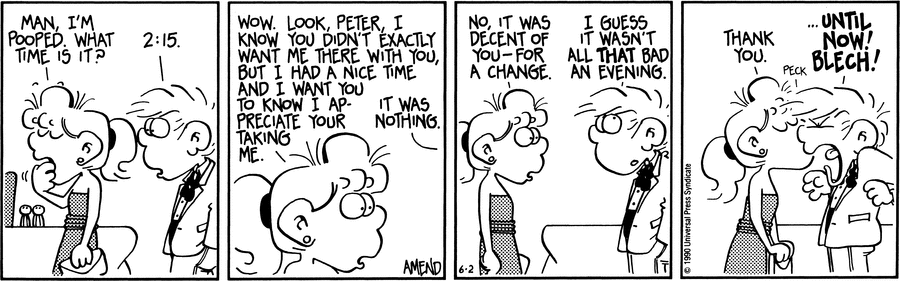 MAN, I'M
POOPED. WHAT
TIME IS IT?
2:15.
WOW. LOOK, PETER, I
KNOW YOU DIDN'T EXACTLY
WANT ME THERE WITH YOU,
BUT I HAD A NICE TIME
AND I WANT YOU
TO KNOW I AP-
PRECIATE YOUR
TAKING
ME.
IT WAS
NOTHING.
AMEND
NO, IT WAS
DECENT OF
YOU—FOR
A CHANGE.
I GUESS
IT WASN'T
ALL THAT BAD
AN EVENING.
6-2
© 1990 Universal Press Syndicate
THANK
YOU.
PECK
...UNTIL
NOW!
BLECH!